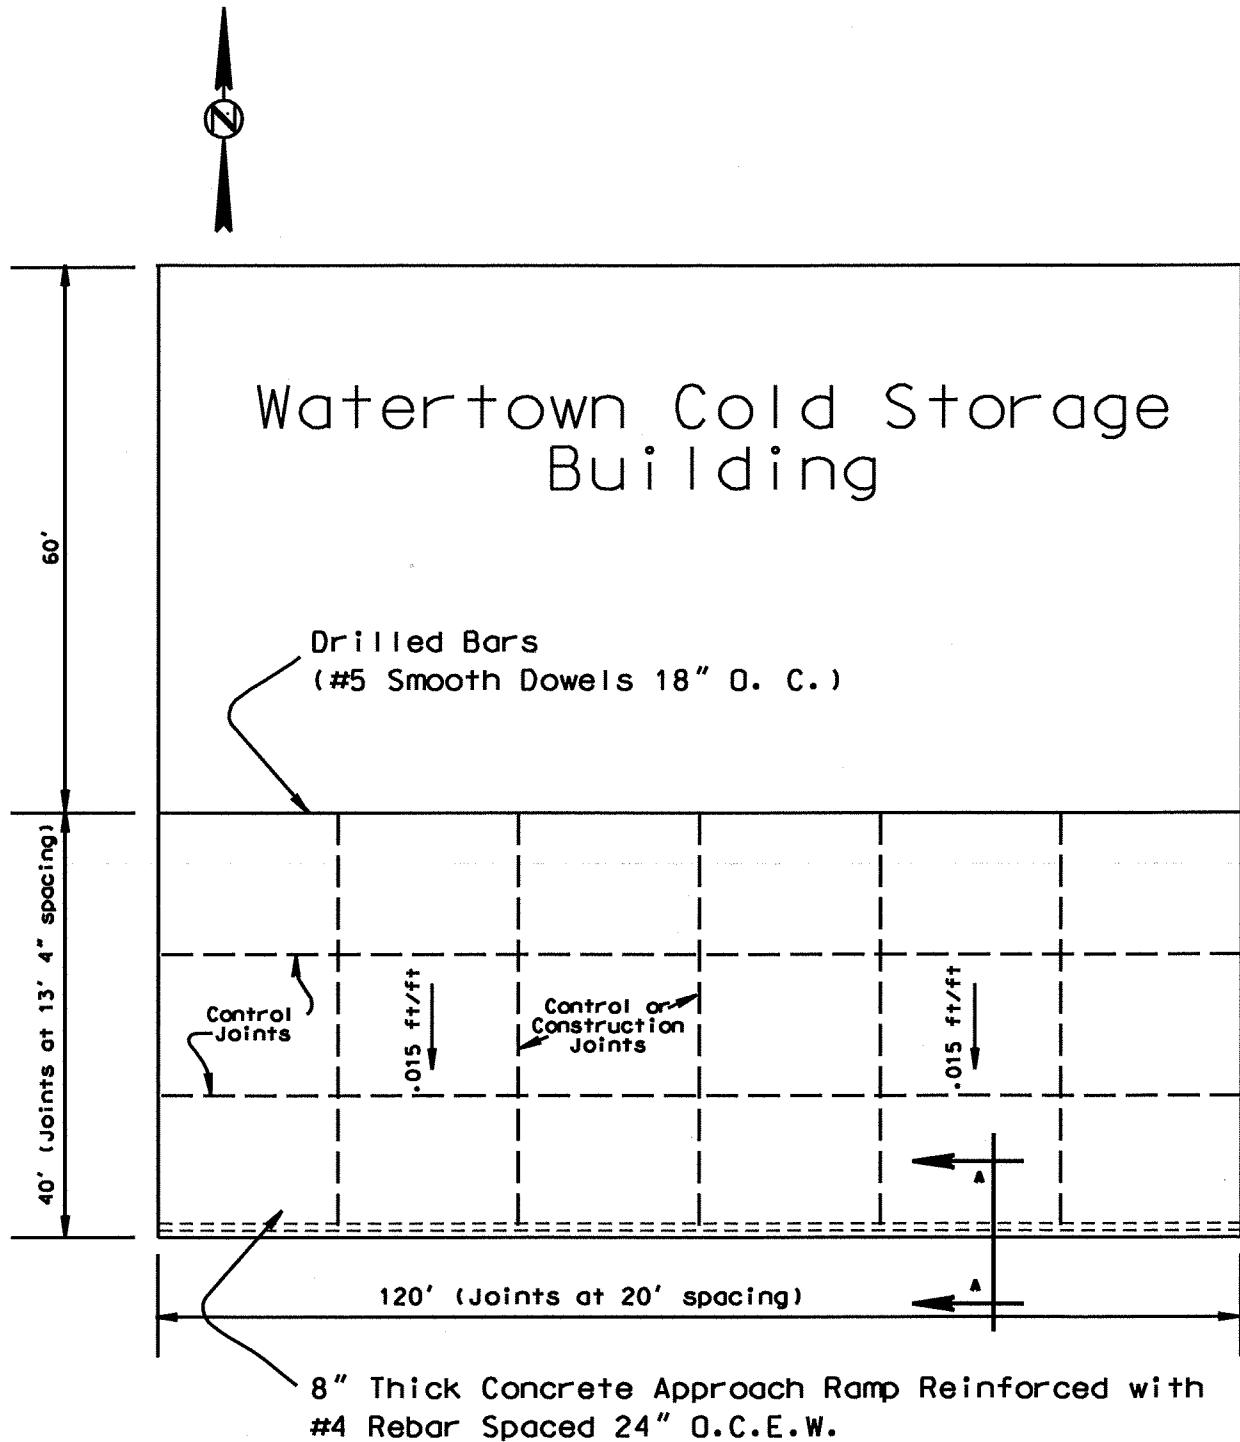 N
Watertown Cold Storage
Building
60'
Drilled Bars
(#5 Smooth Dowels 18" O. C.)
40' (Joints at 13' 4" spacing)
Control
Joints
.015 ft/ft
Control or
Construction
Joints
.015 ft/ft
A
A
120' (Joints at 20' spacing)
8" Thick Concrete Approach Ramp Reinforced with
#4 Rebar Spaced 24" O.C.E.W.